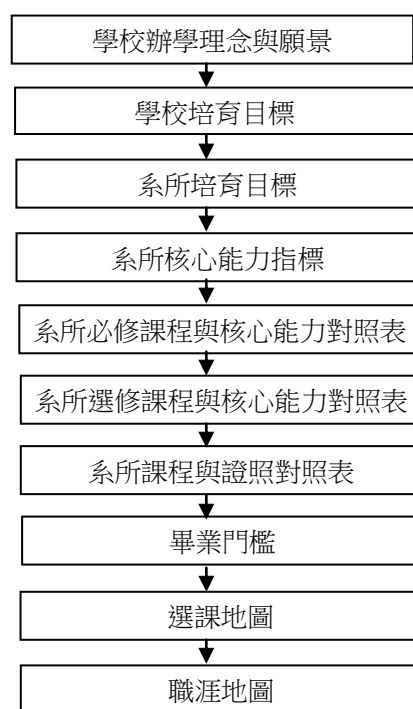 學校辦學理念與願景
學校培育目標
系所培育目標
系所核心能力指標
系所必修課程與核心能力對照表
系所選修課程與核心能力對照表
系所課程與證照對照表
畢業門檻
選課地圖
職涯地圖